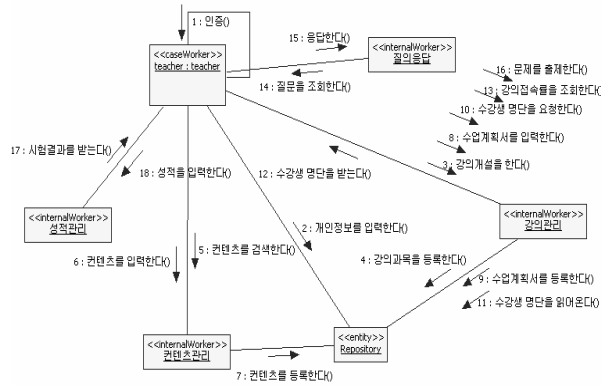 1 : 인증()
<<caseWorker>>
teacher : teacher
15 : 응답한다()
<<internalWorker>>
질의응답
14 : 질문을 조회한다()
16 : 문제를 출제한다()
13 : 강의접속률을 조회한다()
10 : 수강생 명단을 요청한다()
8 : 수업계획서를 입력한다()
3 : 강의개설을 한다()
17 : 시험결과를 받는다()
18 : 성적을 입력한다()
12 : 수강생 명단을 받는다()
<<internalWorker>>
성적관리
<<internalWorker>>
강의관리
2 : 개인정보를 입력한다()
5 : 컨텐츠를 검색한다()
6 : 컨텐츠를 입력한다()
4 : 강의과목을 등록한다()
9 : 수업계획서를 등록한다()
11 : 수강생 명단을 읽어온다()
<<internalWorker>>
컨텐츠관리
<<entity>>
Repository
7 : 컨텐츠를 등록한다()